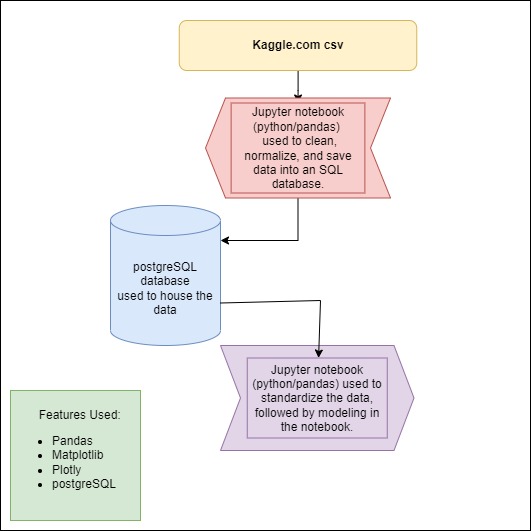 Kaggle.com csv
Jupyter notebook
(python/pandas)
used to clean,
normalize, and save
data into an SQL
database.
postgreSQL
database
used to house the
data
Jupyter notebook
(python/pandas) used to
standardize the data,
followed by modeling in
the notebook.
Features Used:
• Pandas
• Matplotlib
• Plotly
• postgreSQL